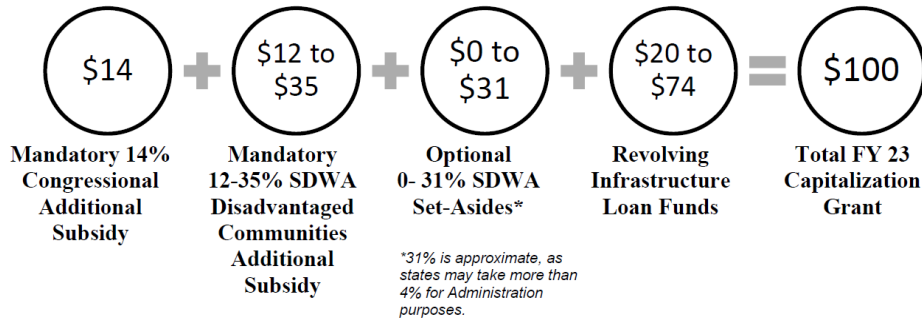 $14
$12 to
$35
$0 to
$31
$20 to
$74
$100
Mandatory 14%
Congressional
Additional
Subsidy
Mandatory
12-35% SDWA
Disadvantaged
Communities
Additional
Subsidy
Optional
0- 31% SDWA
Set-Asides*
*31% is approximate, as
states may take more than
4% for Administration
purposes.
Revolving
Infrastructure
Loan Funds
Total FY 23
Capitalization
Grant